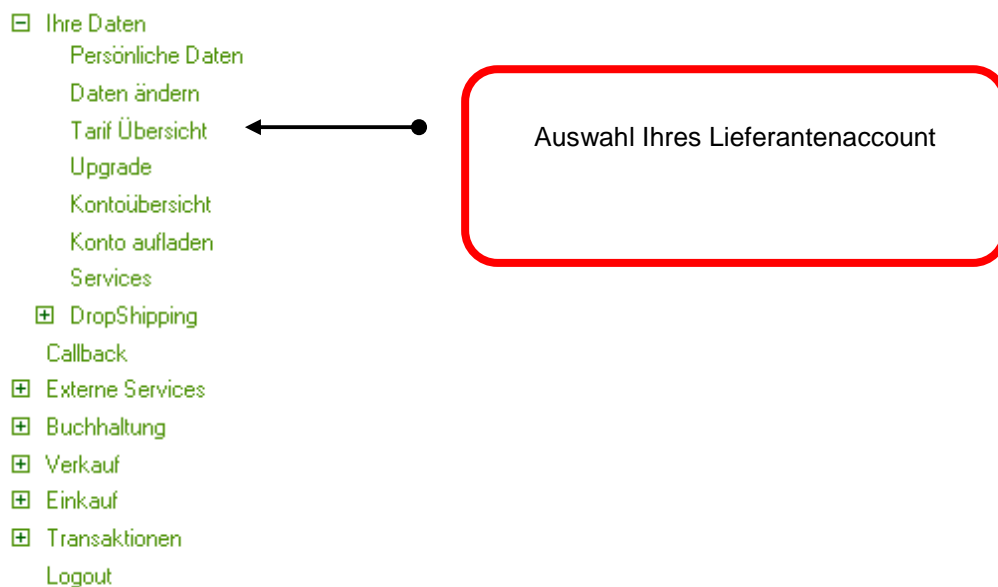 Ihre Daten
Persönliche Daten
Daten ändern
Tarif Übersicht
Auswahl Ihres Lieferantenaccount
Upgrade
Kontoübersicht
Konto aufladen
Services
DropShipping
Callback
Externe Services
Buchhaltung
Verkauf
Einkauf
Transaktionen
Logout